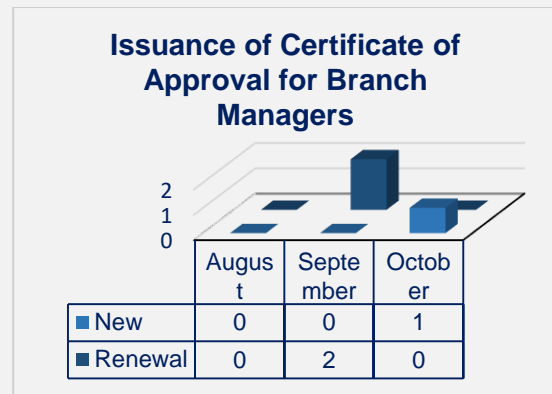 Issuance of Certificate of
Approval for Branch
Managers
2
1
0
Augus Septe Octob
t mber er
New 0 0 1
Renewal 0 2 0